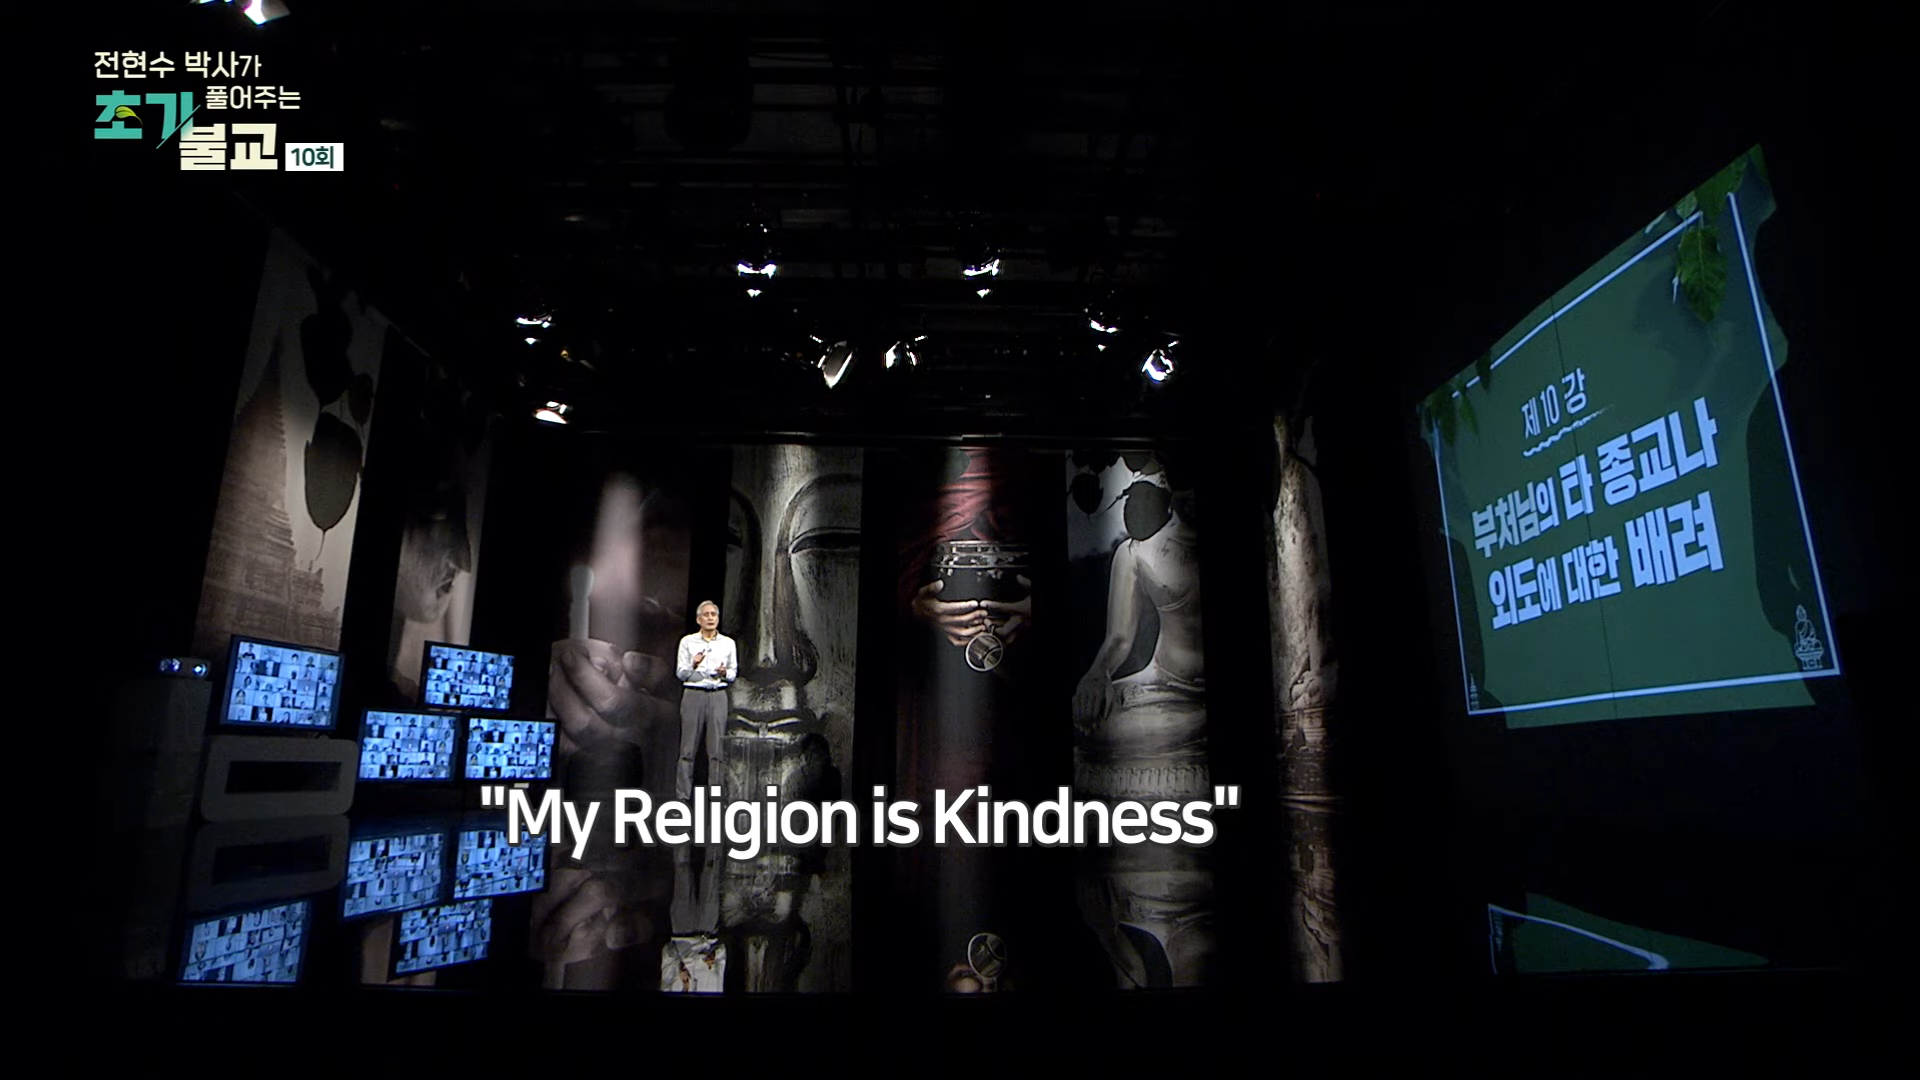 전현수 박사가
풀어주는
초기
불교 10회
제 10 강
부처님의 타 종교나
외도에 대한 배려
"My Religion is Kindness"